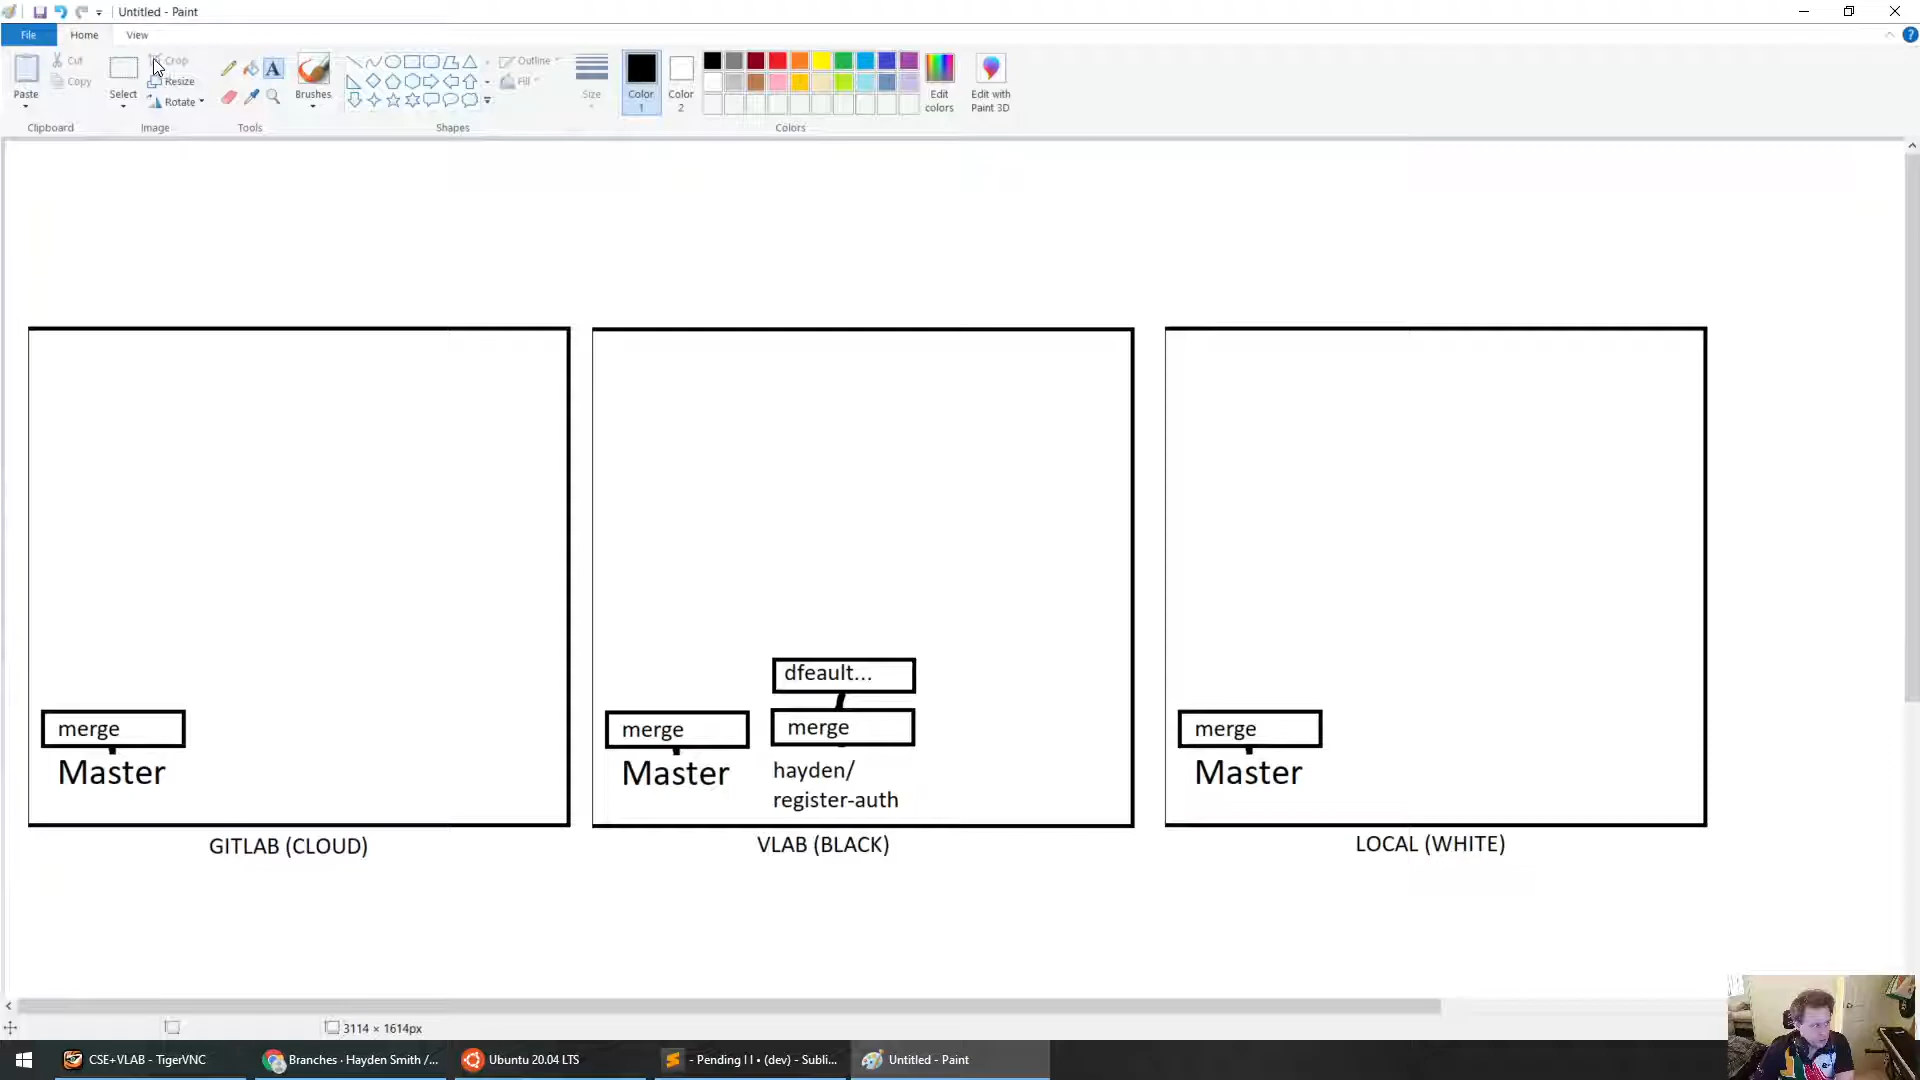 Untitled - Paint
File Home View
Paste
Cut
Copy
Clipboard
Select
Crop
Resize
Rotate
Image
A
Tools
Brushes
Outline
Fill
Shapes
Size
Color 1
Color 2
Edit colors
Edit with Paint 3D
Colors
merge
Master
GITLAB (CLOUD)
dfeault...
merge
Master
merge
hayden/
register-auth
VLAB (BLACK)
merge
Master
LOCAL (WHITE)
3114 × 1614px
CSE+VLAB - TigerVNC
Branches · Hayden Smith /...
Ubuntu 20.04 LTS
- Pending I I • (dev) - Subli...
Untitled - Paint